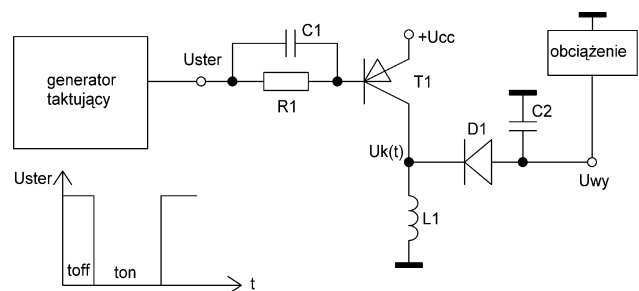 generator
taktujący
Uster
C1
R1
+Ucc
T1
obciążenie
Uk(t)
D1
C2
Uwy
L1
Uster
toff
ton
t